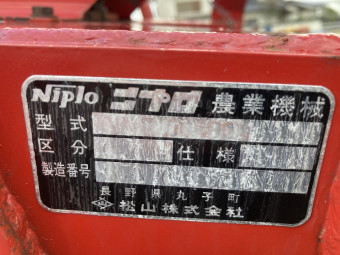 Niplo ニプロ 農業機械
型式
区分 仕様
製造番号
長野県丸子町
松山株式会社